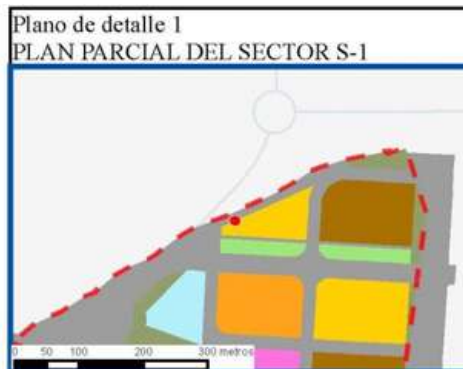 Plano de detalle 1
PLAN PARCIAL DEL SECTOR S-1
0 50 100 200 300 metros